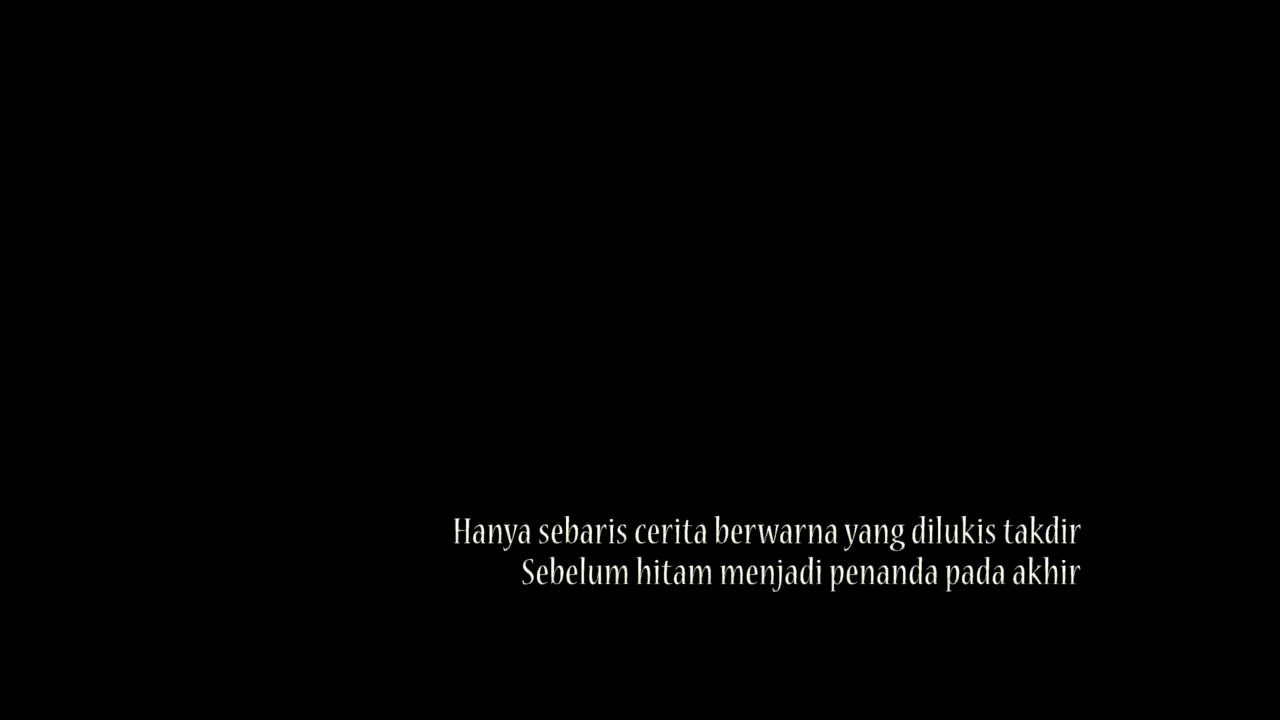 Hanya sebaris cerita berwarna yang dilukis takdir
Sebelum hitam menjadi penanda pada akhir